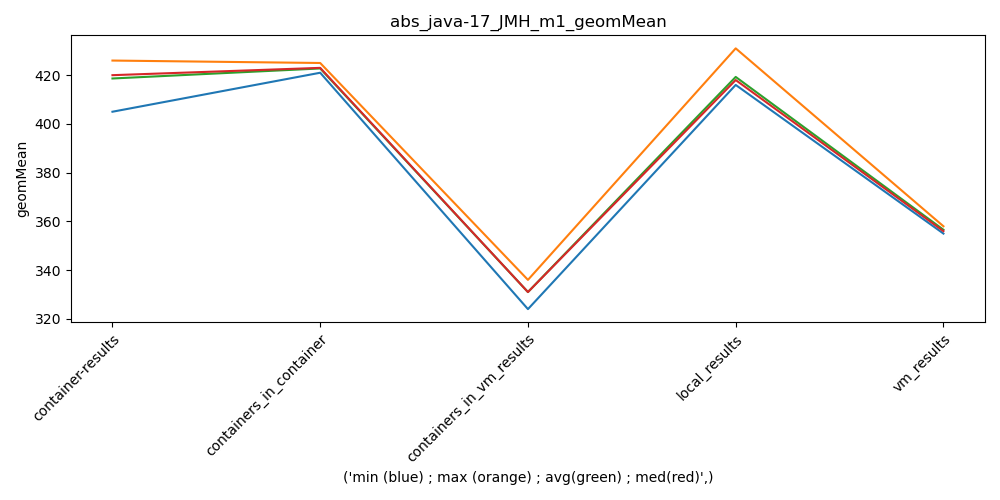 abs_java-17_JMH_m1_geomMean
geomMean
420
400
380
360
340
320
container-results
containers_in_container
containers_in_vm_results
local_results
vm_results
('min (blue) ; max (orange) ; avg(green) ; med(red)',)